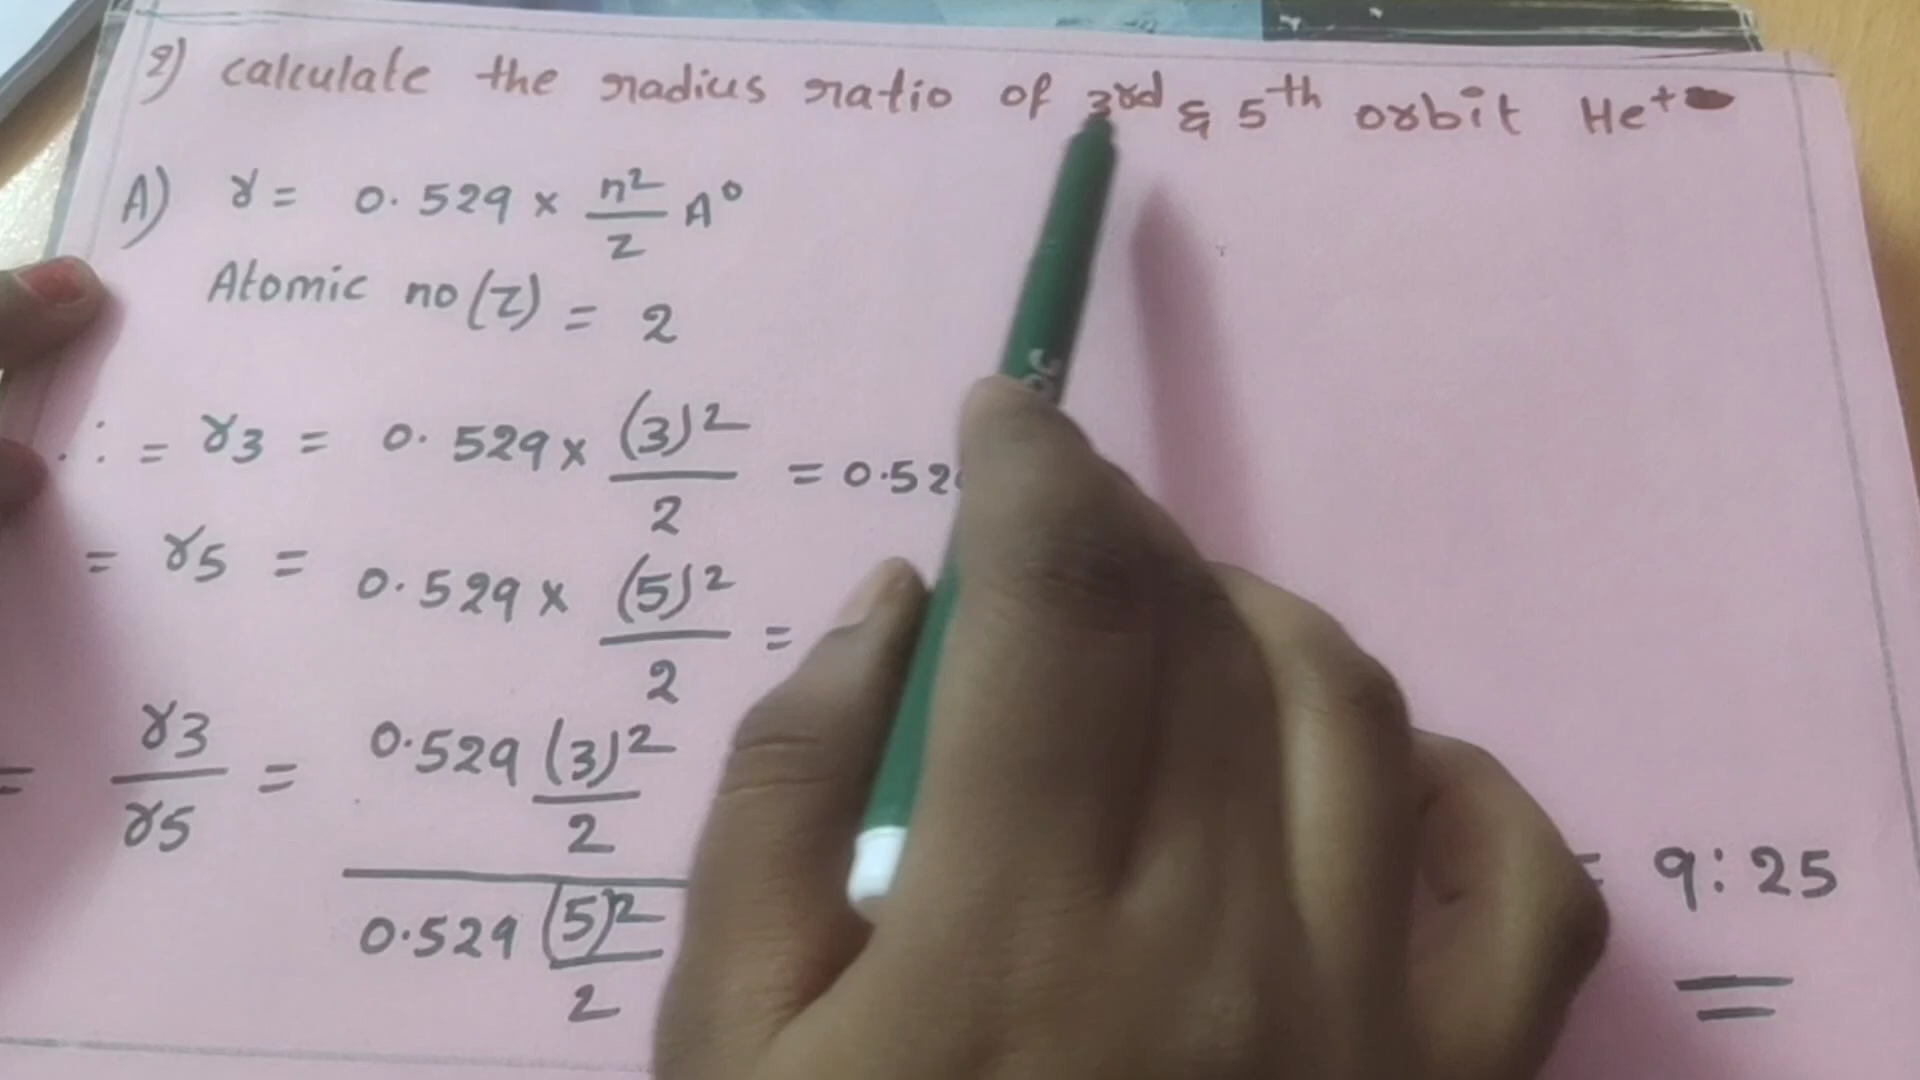 2) calculate the radius ratio of 3rd & 5th orbit He+
A) r = 0.529 × n²/z A°
Atomic no(Z) = 2
∴ = r3 = 0.529 × (3)²/2 = 0.52
= r5 = 0.529 × (5)²/2 =
= r3/r5 = 0.529 (3)²/2 / 0.529 (5)²/2
= 9:25